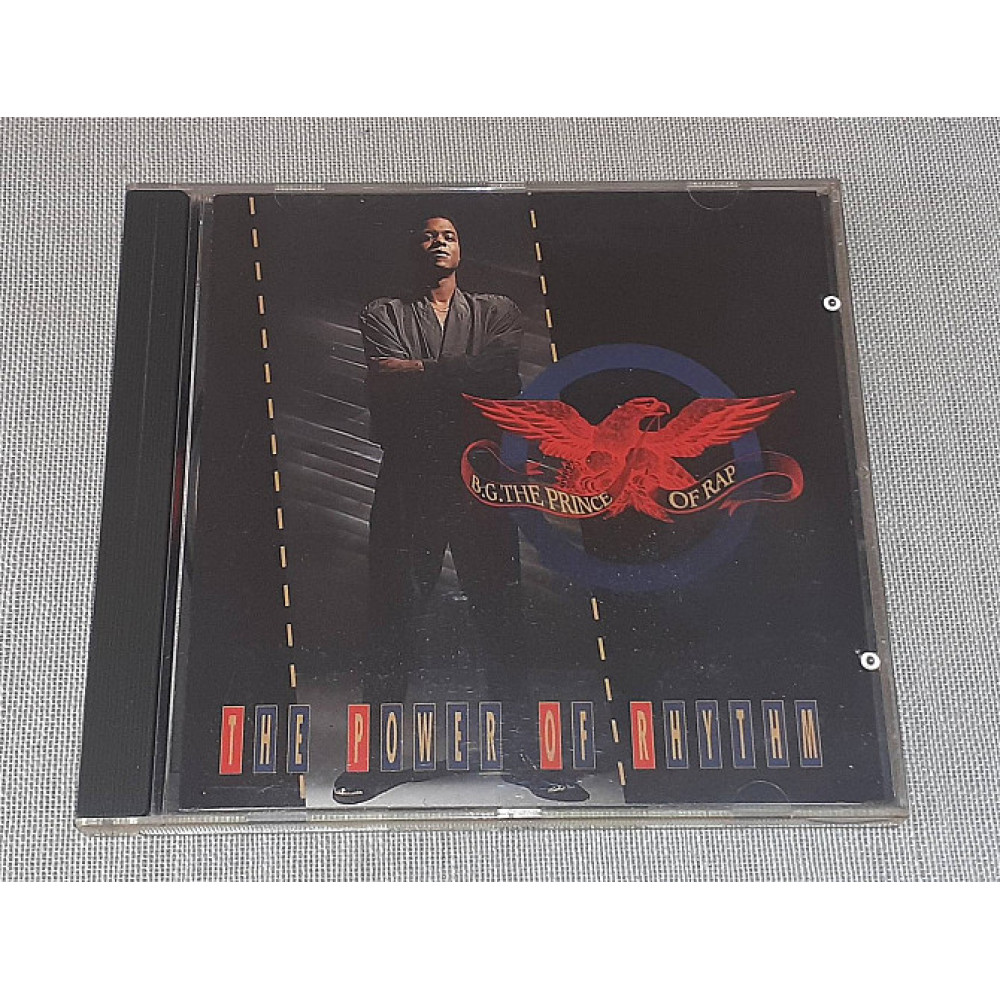 B.G. THE PRINCE OF RAP
THE POWER OF RHYTHM